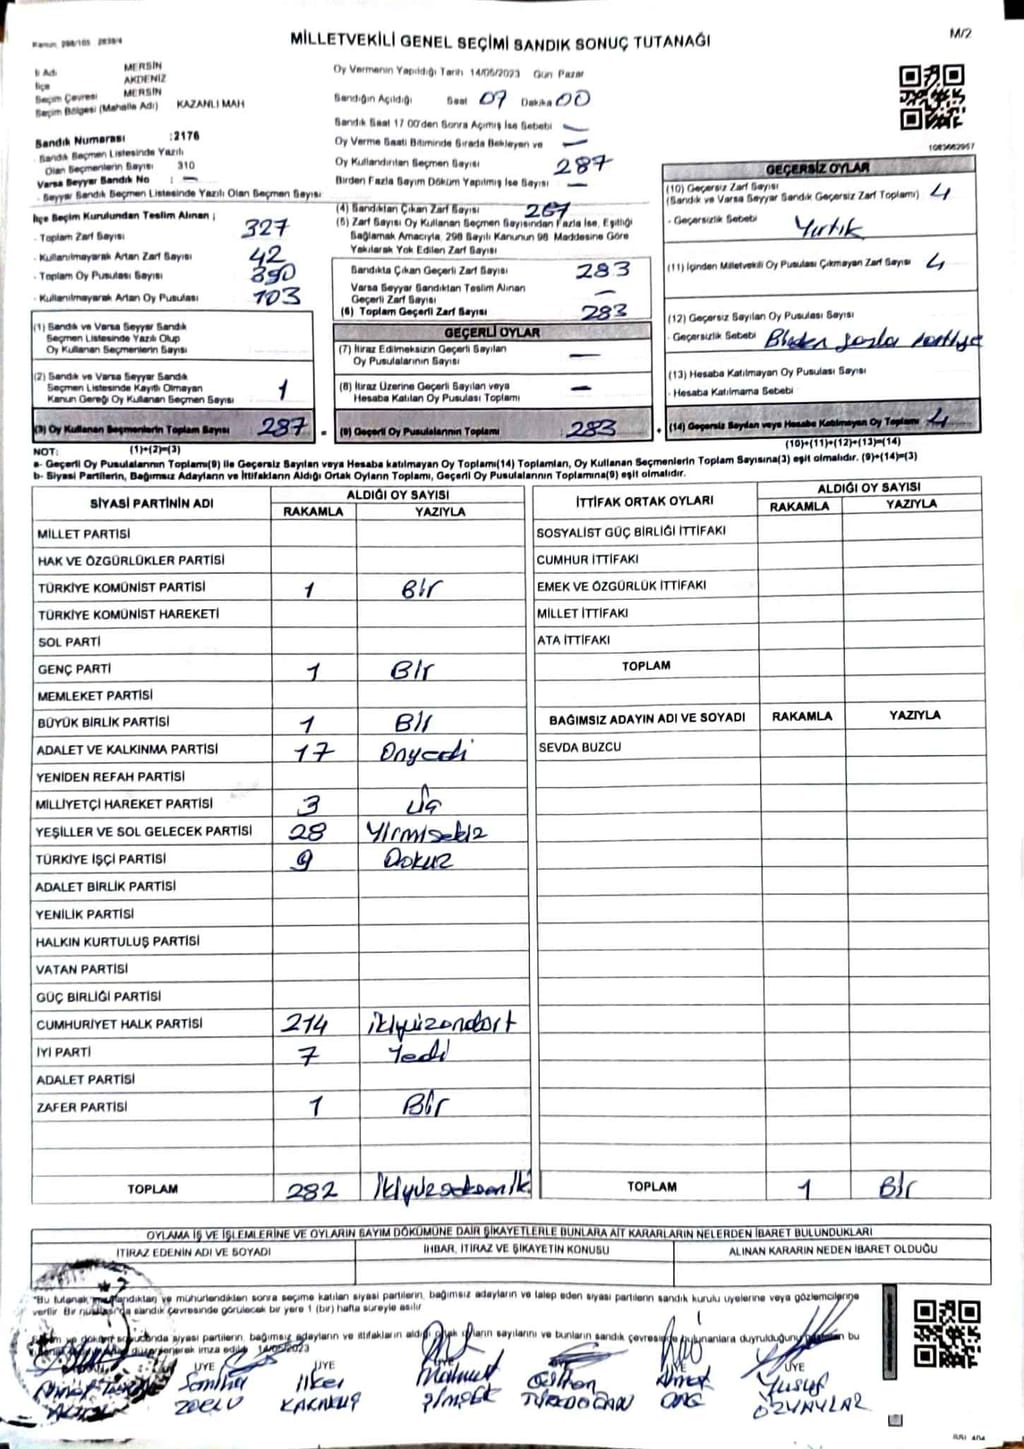 Kanun: 298/105 2839/4
MİLLETVEKİLİ GENEL SEÇİMİ SANDIK SONUÇ TUTANAĞI
M/2
İl Adı MERSİN
İlçe AKDENİZ
Seçim Çevresi MERSİN
Seçim Bölgesi (Mahalle Adı) KAZANLI MAH
Sandık Numarası :2176
- Sandık Seçmen Listesinde Yazılı
Olan Seçmenlerin Sayısı 310
Varsa Seyyar Sandık No : -
- Seyyar Sandık Seçmen Listesinde Yazılı Olan Seçmen Sayısı
Oy Vermenin Yapıldığı Tarih 14/05/2023 Gün Pazar
Sandığın Açıldığı Saat 07 Dakika 00
Sandık Saat 17 00'den Sonra Açılmış İse Sebebi -
Oy Verme Saati Bitiminde Sırada Bekleyen ve -
Oy Kullandırılan Seçmen Sayısı 287
Birden Fazla Sayım Döküm Yapılmış İse Sayısı -
1083662957
İlçe Seçim Kurulundan Teslim Alınan ;
- Toplam Zarf Sayısı 327
- Kullanılmayarak Artan Zarf Sayısı 42
- Toplam Oy Pusulası Sayısı 390
- Kullanılmayarak Artan Oy Pusulası 103
(1) Sandık ve Varsa Seyyar Sandık
Seçmen Listesinde Yazılı Olup
Oy Kullanan Seçmenlerin Sayısı
(2) Sandık ve Varsa Seyyar Sandık
Seçmen Listesinde Kayıtlı Olmayan
Kanun Gereği Oy Kullanan Seçmen Sayısı 1
(3) Oy Kullanan Seçmenlerin Toplam Sayısı 287 =
(4) Sandıktan Çıkan Zarf Sayısı 287
(5) Zarf Sayısı Oy Kullanan Seçmen Sayısından Fazla İse, Eşitliği
Sağlamak Amacıyla, 298 Sayılı Kanunun 98 Maddesine Göre
Yakılarak Yok Edilen Zarf Sayısı
Sandıkta Çıkan Geçerli Zarf Sayısı 283
Varsa Seyyar Sandıktan Teslim Alınan
Geçerli Zarf Sayısı -
(6) Toplam Geçerli Zarf Sayısı 283
GEÇERLİ OYLAR
(7) İtiraz Edilmeksizin Geçerli Sayılan
Oy Pusulalarının Sayısı -
(8) İtiraz Üzerine Geçerli Sayılan veya
Hesaba Katılan Oy Pusulası Toplamı -
(9) Geçerli Oy Pusulalarının Toplamı 283 +
GEÇERSİZ OYLAR
(10) Geçersiz Zarf Sayısı
(Sandık ve Varsa Seyyar Sandık Geçersiz Zarf Toplamı) 4
- Geçersizlik Sebebi Yırtık
(11) İçinden Milletvekili Oy Pusulası Çıkmayan Zarf Sayısı 4
(12) Geçersiz Sayılan Oy Pusulası Sayısı
- Geçersizlik Sebebi Birden fazla partiye
(13) Hesaba Katılmayan Oy Pusulası Sayısı
- Hesaba Katılmama Sebebi
(14) Geçersiz Sayılan veya Hesaba Katılmayan Oy Toplamı 4
NOT: (1)+(2)=(3)
(10)+(11)+(12)+(13)=(14)
a- Geçerli Oy Pusulalarının Toplamı(9) ile Geçersiz Sayılan veya Hesaba katılmayan Oy Toplamı(14) Toplamları, Oy Kullanan Seçmenlerin Toplam Sayısına(3) eşit olmalıdır. (9)+(14)=(3)
b- Siyasi Partilerin, Bağımsız Adayların ve İttifakların Aldığı Ortak Oyların Toplamı, Geçerli Oy Pusulalarının Toplamına(9) eşit olmalıdır.
SİYASİ PARTİNİN ADI ALDIĞI OY SAYISI
RAKAMLA YAZIYLA
MİLLET PARTİSİ
HAK VE ÖZGÜRLÜKLER PARTİSİ
TÜRKİYE KOMÜNİST PARTİSİ 1 Bir
TÜRKİYE KOMÜNİST HAREKETİ
SOL PARTİ
GENÇ PARTİ 1 Bir
MEMLEKET PARTİSİ
BÜYÜK BİRLİK PARTİSİ 1 Bir
ADALET VE KALKINMA PARTİSİ 17 Onyedi
YENİDEN REFAH PARTİSİ
MİLLİYETÇİ HAREKET PARTİSİ 3 Üç
YEŞİLLER VE SOL GELECEK PARTİSİ 28 Yirmisekiz
TÜRKİYE İŞÇİ PARTİSİ 9 Dokuz
ADALET BİRLİK PARTİSİ
YENİLİK PARTİSİ
HALKIN KURTULUŞ PARTİSİ
VATAN PARTİSİ
GÜÇ BİRLİĞİ PARTİSİ
CUMHURİYET HALK PARTİSİ 214 ikiyüzondört
İYİ PARTİ 7 Yedi
ADALET PARTİSİ
ZAFER PARTİSİ 1 Bir
TOPLAM 282 ikiyüzseksenik
İTTİFAK ORTAK OYLARI ALDIĞI OY SAYISI
RAKAMLA YAZIYLA
SOSYALİST GÜÇ BİRLİĞİ İTTİFAKI
CUMHUR İTTİFAKI
EMEK VE ÖZGÜRLÜK İTTİFAKI
MİLLET İTTİFAKI
ATA İTTİFAKI
TOPLAM
BAĞIMSIZ ADAYIN ADI VE SOYADI RAKAMLA YAZIYLA
SEVDA BUZCU
TOPLAM 1 Bir
OYLAMA İŞ VE İŞLEMLERİNE VE OYLARIN SAYIM DÖKÜMÜNE DAİR ŞİKAYETLERLE BUNLARA AİT KARARLARIN NELERDEN İBARET BULUNDUKLARI
İTİRAZ EDENİN ADI VE SOYADI İHBAR, İTİRAZ VE ŞİKAYETİN KONUSU ALINAN KARARIN NEDEN İBARET OLDUĞU
"Bu tutanak, imzalandıktan ve mühürlendikten sonra seçime katılan siyasi partilerin, bağımsız adayların ve talep eden siyasi partilerin sandık kurulu üyelerine veya gözlemcilerine
verilir Bir nüshası da sandık çevresinde görülecek bir yere 1 (bir) hafta süreyle asılır
Sayım ve döküm sonucunda siyasi partilerin, bağımsız adayların ve ittifakların aldığı ortak oyların sayılarını ve bunların sandık çevresinde bulunanlara duyrulduğunu bu
düzenlenerek imza edildi 14/05/2023
ÜYE ÜYE ÜYE ÜYE ÜYE
İlker Mahmut Ahmet Yusuf
ZOBLU KARAKUŞ TÜRKDOĞAN